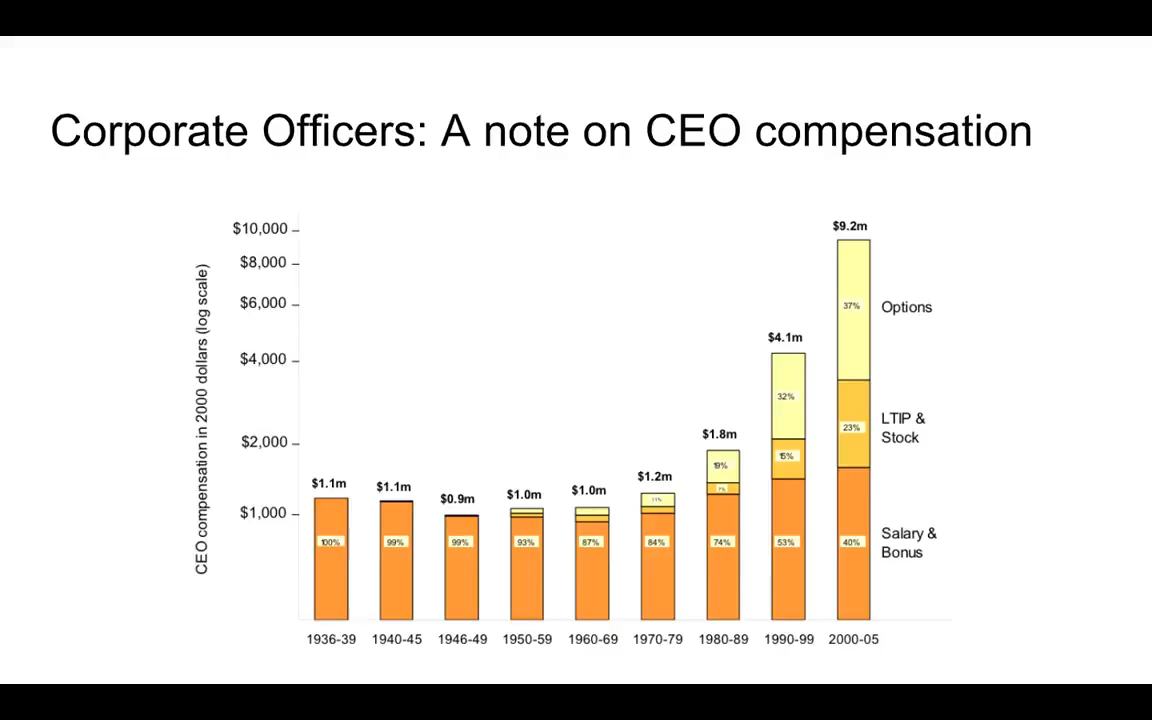 Corporate Officers: A note on CEO compensation
CEO compensation in 2000 dollars (log scale)
$10,000
$8,000
$6,000
$4,000
$2,000
$1,000
$1.1m
$1.1m
$0.9m
$1.0m
$1.0m
$1.2m
$1.8m
$4.1m
$9.2m
100%
99%
99%
93%
87%
84%
11%
74%
7%
19%
53%
15%
32%
40%
23%
37%
Options
LTIP &
Stock
Salary &
Bonus
1936-39
1940-45
1946-49
1950-59
1960-69
1970-79
1980-89
1990-99
2000-05